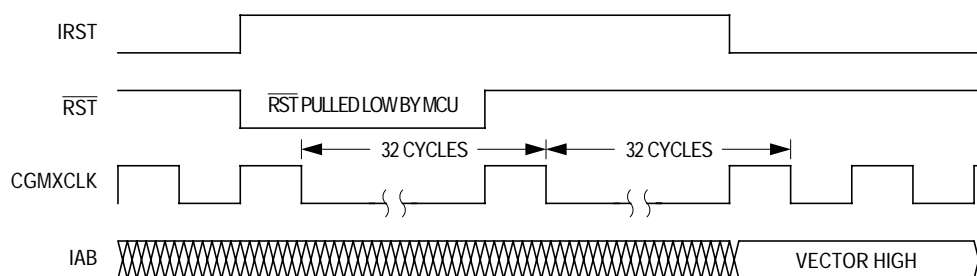 IRST
RST
RST PULLED LOW BY MCU
32 CYCLES
32 CYCLES
CGMXCLK
IAB
VECTOR HIGH